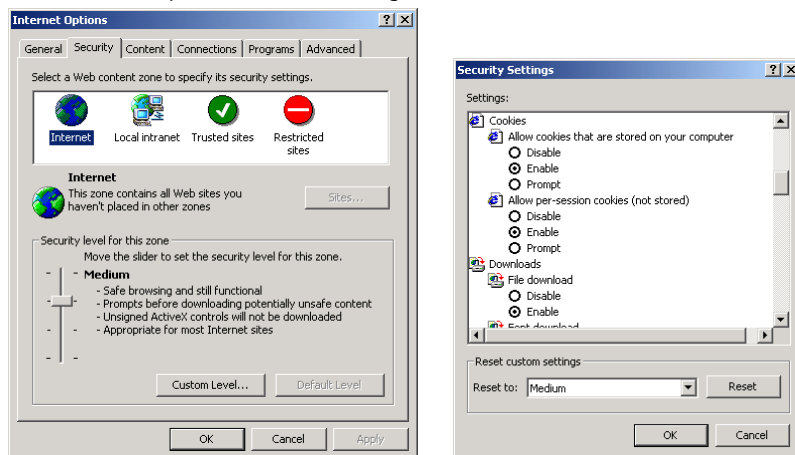 Internet Options
General Security Content Connections Programs Advanced
Select a Web content zone to specify its security settings.
Internet Local intranet Trusted sites Restricted
sites
Internet
This zone contains all Web sites you
haven't placed in other zones
Sites...
Security level for this zone
Move the slider to set the security level for this zone.
Medium
- Safe browsing and still functional
- Prompts before downloading potentially unsafe content
- Unsigned ActiveX controls will not be downloaded
- Appropriate for most Internet sites
Custom Level... Default Level
OK Cancel Apply
Security Settings
Settings:
Cookies
Allow cookies that are stored on your computer
Disable
Enable
Prompt
Allow per-session cookies (not stored)
Disable
Enable
Prompt
Downloads
File download
Disable
Enable
Font download
Reset custom settings
Reset to: Medium Reset
OK Cancel